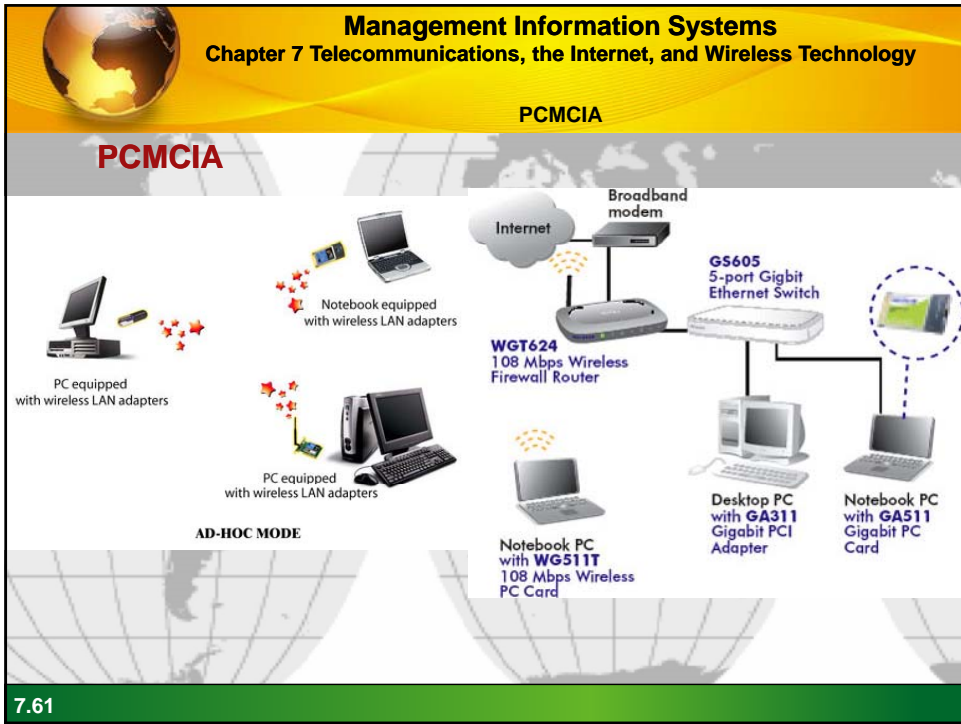 Management Information Systems
Chapter 7 Telecommunications, the Internet, and Wireless Technology
PCMCIA
PCMCIA
PC equipped
with wireless LAN adapters
Notebook equipped
with wireless LAN adapters
PC equipped
with wireless LAN adapters
AD-HOC MODE
Internet
Broadband
modem
WGT624
108 Mbps Wireless
Firewall Router
GS605
5-port Gigbit
Ethernet Switch
Notebook PC
with WG511T
108 Mbps Wireless
PC Card
Desktop PC
with GA311
Gigabit PCI
Adapter
Notebook PC
with GA511
Gigabit PC
Card
7.61